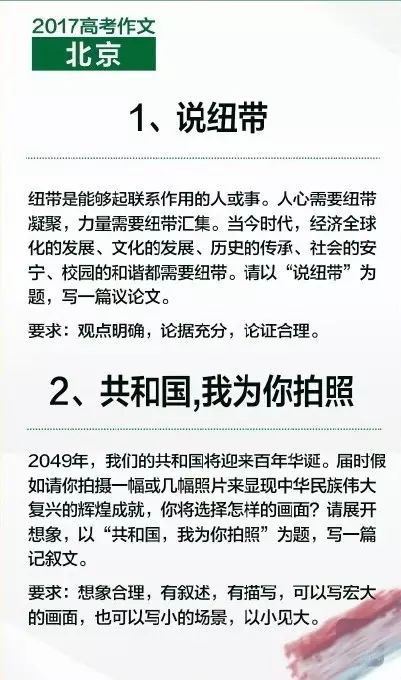 2017高考作文
北京
1、说纽带
纽带是能够起联系作用的人或事。人心需要纽带
凝聚，力量需要纽带汇集。当今时代，经济全球
化的发展、文化的发展、历史的传承、社会的安
宁、校园的和谐都需要纽带。请以“说纽带”为
题，写一篇议论文。
要求：观点明确，论据充分，论证合理。
2、共和国,我为你拍照
2049年，我们的共和国将迎来百年华诞。届时假
如请你拍摄一幅或几幅照片来显现中华民族伟大
复兴的辉煌成就，你将选择怎样的画面？请展开
想象，以“共和国，我为你拍照”为题，写一篇
记叙文。
要求：想象合理，有叙述，有描写，可以写宏大
的画面，也可以写小的场景，以小见大。